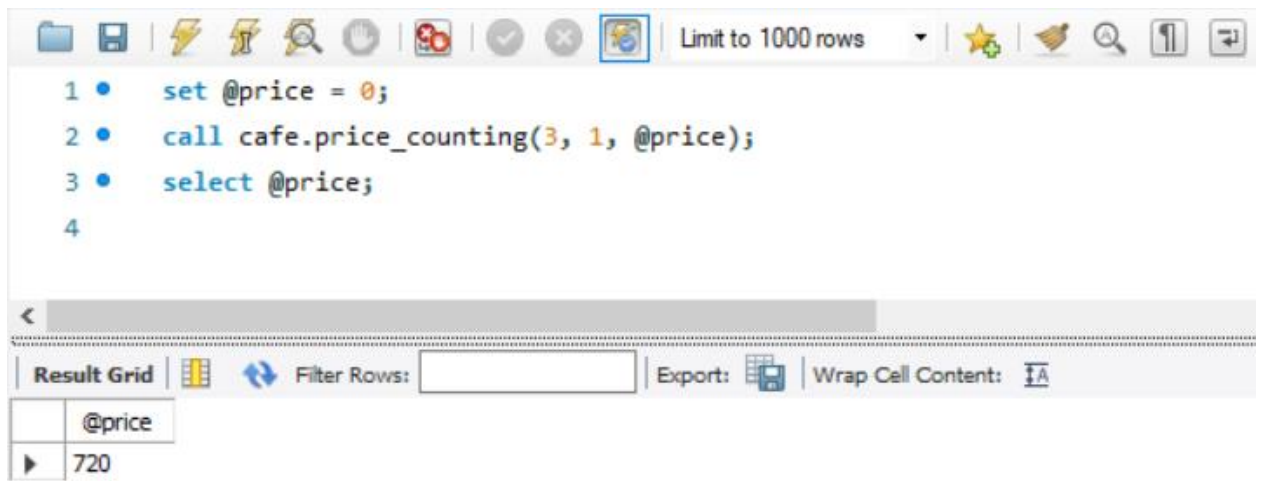 Limit to 1000 rows
1 set @price = 0;
2 call cafe.price_counting(3, 1, @price);
3 select @price;
4
Result Grid Filter Rows: Export: Wrap Cell Content: IA
@price
720